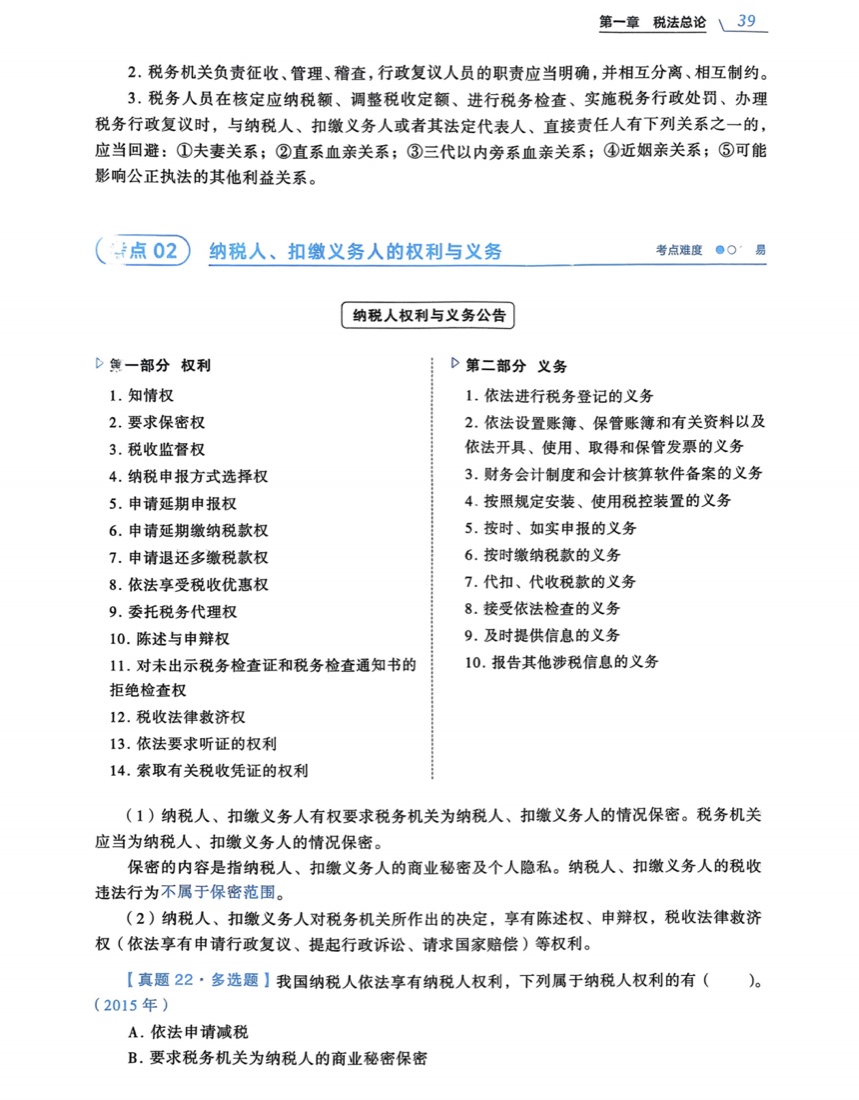 第一章 税法总论 39
2. 税务机关负责征收、管理、稽查，行政复议人员的职责应当明确，并相互分离、相互制约。
3. 税务人员在核定应纳税额、调整税收定额、进行税务检查、实施税务行政处罚、办理
税务行政复议时，与纳税人、扣缴义务人或者其法定代表人、直接责任人有下列关系之一的，
应当回避：①夫妻关系；②直系血亲关系；③三代以内旁系血亲关系；④近姻亲关系；⑤可能
影响公正执法的其他利益关系。
考点 02 纳税人、扣缴义务人的权利与义务 考点难度 易
纳税人权利与义务公告
第一部分 权利
1. 知情权
2. 要求保密权
3. 税收监督权
4. 纳税申报方式选择权
5. 申请延期申报权
6. 申请延期缴纳税款权
7. 申请退还多缴税款权
8. 依法享受税收优惠权
9. 委托税务代理权
10. 陈述与申辩权
11. 对未出示税务检查证和税务检查通知书的
拒绝检查权
12. 税收法律救济权
13. 依法要求听证的权利
14. 索取有关税收凭证的权利
第二部分 义务
1. 依法进行税务登记的义务
2. 依法设置账簿、保管账簿和有关资料以及
依法开具、使用、取得和保管发票的义务
3. 财务会计制度和会计核算软件备案的义务
4. 按照规定安装、使用税控装置的义务
5. 按时、如实申报的义务
6. 按时缴纳税款的义务
7. 代扣、代收税款的义务
8. 接受依法检查的义务
9. 及时提供信息的义务
10. 报告其他涉税信息的义务
（1）纳税人、扣缴义务人有权要求税务机关为纳税人、扣缴义务人的情况保密。税务机关
应当为纳税人、扣缴义务人的情况保密。
保密的内容是指纳税人、扣缴义务人的商业秘密及个人隐私。纳税人、扣缴义务人的税收
违法行为不属于保密范围。
（2）纳税人、扣缴义务人对税务机关所作出的决定，享有陈述权、申辩权，税收法律救济
权（依法享有申请行政复议、提起行政诉讼、请求国家赔偿）等权利。
【真题 22·多选题】我国纳税人依法享有纳税人权利，下列属于纳税人权利的有（　　）。
（2015 年）
A. 依法申请减税
B. 要求税务机关为纳税人的商业秘密保密